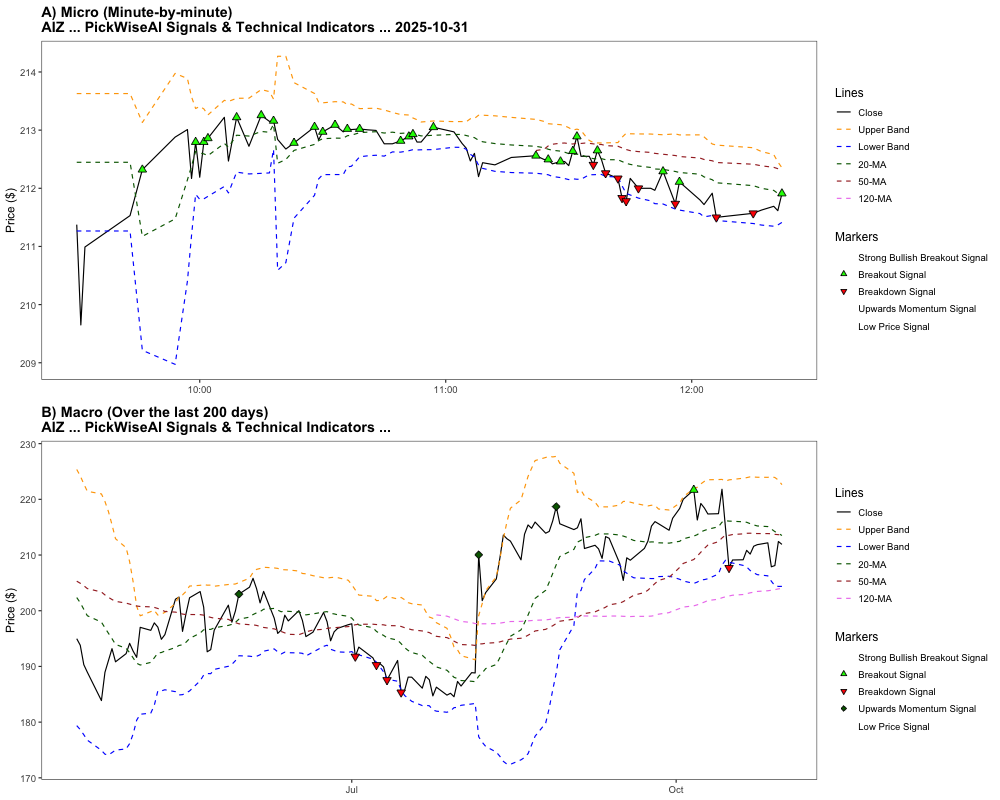 A) Micro (Minute-by-minute)
AIZ ... PickWiseAI Signals & Technical Indicators ... 2025-10-31
Price ($)
214
213
212
211
210
209
10:00
11:00
12:00
Lines
Close
Upper Band
Lower Band
20-MA
50-MA
120-MA
Markers
Strong Bullish Breakout Signal
Breakout Signal
Breakdown Signal
Upwards Momentum Signal
Low Price Signal
B) Macro (Over the last 200 days)
AIZ ... PickWiseAI Signals & Technical Indicators ...
Price ($)
230
220
210
200
190
180
170
Jul
Oct
Lines
Close
Upper Band
Lower Band
20-MA
50-MA
120-MA
Markers
Strong Bullish Breakout Signal
Breakout Signal
Breakdown Signal
Upwards Momentum Signal
Low Price Signal